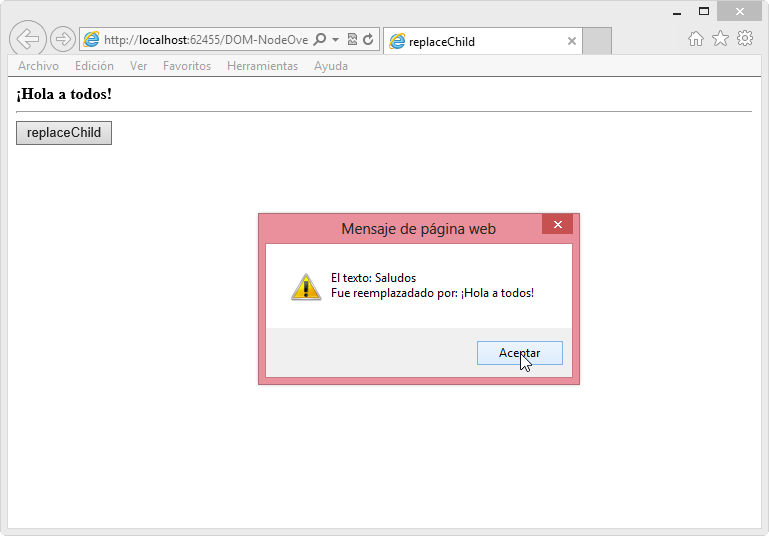 http://localhost:62455/DOM-NodeOve
replaceChild
Archivo Edición Ver Favoritos Herramientas Ayuda
¡Hola a todos!
replaceChild
Mensaje de página web
El texto: Saludos
Fue reemplazadado por: ¡Hola a todos!
Aceptar